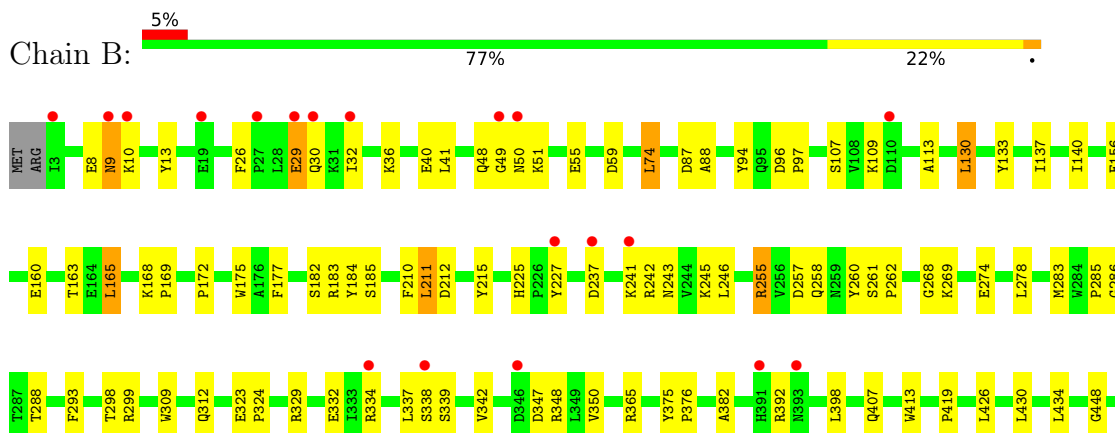 5%
Chain B:
77% 22% •
MET ARG I3 E8 N9 K10 Y13 E19 F26 P27 L28 E29 Q30 K31 I32 K36 E40 L41 Q48 G49 N50 K51 E55 D59 L74 D87 A88 Y94 Q95 D96 P97 S107 V108 K109 D110 A113 L130 Y133 I137 I140 E156
E160 T163 E164 L165 K168 P169 P172 W175 A176 F177 S182 R183 Y184 S185 F210 L211 D212 Y215 H225 P226 Y227 D237 K241 R242 N243 V244 K245 L246 R255 V256 D257 Q258 N259 Y260 S261 P262 G268 K269 E274 L278 M283 W284 P285 G286
T287 T288 F293 T298 R299 W309 Q312 E323 P324 R329 E332 I333 R334 L337 S338 S339 V342 D346 D347 R348 L349 V350 R365 Y375 P376 A382 H391 R392 N393 L398 Q407 W413 P419 L426 L430 L434 G448